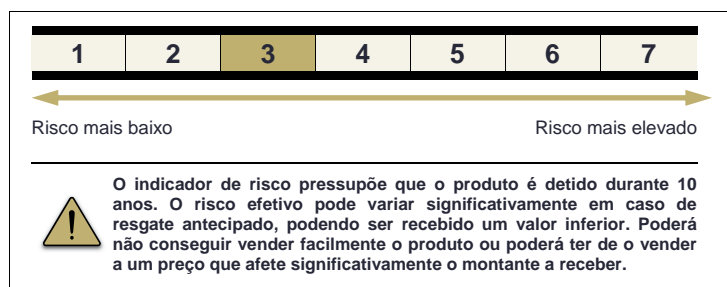 1 2 3 4 5 6 7
Risco mais baixo Risco mais elevado
O indicador de risco pressupõe que o produto é detido durante 10
anos. O risco efetivo pode variar significativamente em caso de
resgate antecipado, podendo ser recebido um valor inferior. Poderá
não conseguir vender facilmente o produto ou poderá ter de o vender
a um preço que afete significativamente o montante a receber.